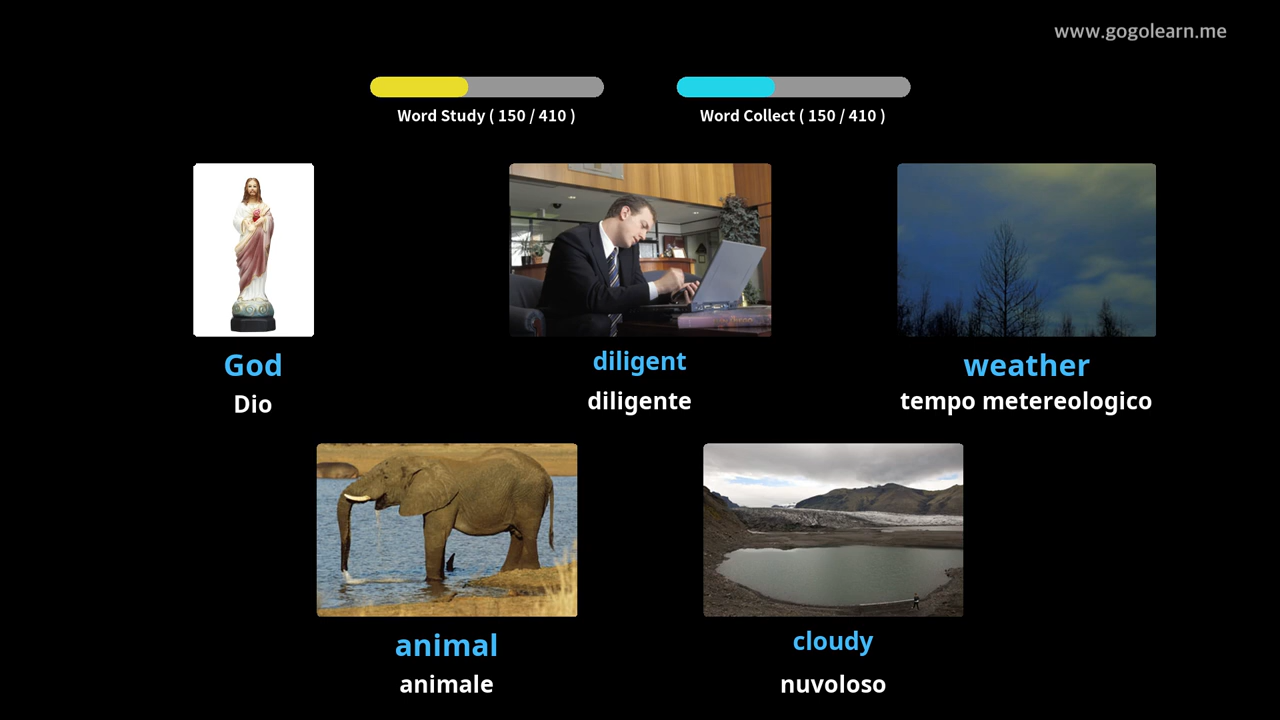 www.gogolearn.me
Word Study ( 150 / 410 )
Word Collect ( 150 / 410 )
God
Dio
diligent
diligente
weather
tempo metereologico
animal
animale
cloudy
nuvoloso